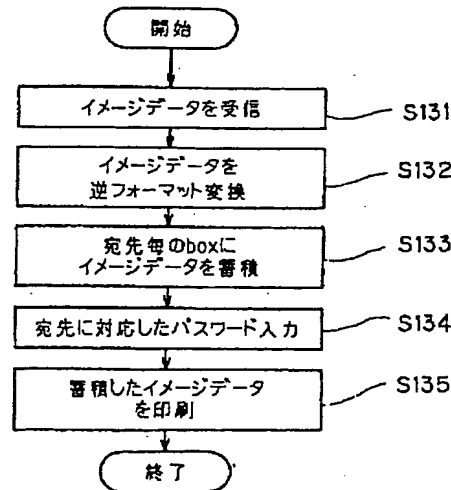 開始
イメージデータを受信
S131
イメージデータを
逆フォーマット変換
S132
宛先毎のboxに
イメージデータを蓄積
S133
宛先に対応したパスワード入力
S134
蓄積したイメージデータ
を印刷
S135
終了